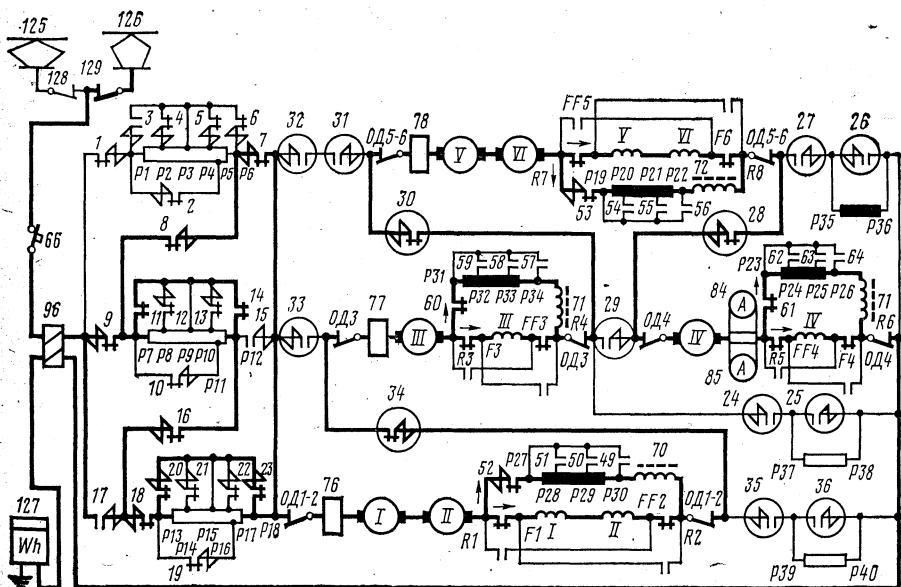 125 126
128 129
3 4 5 6
1 7 32 31
P1 P2 P3 P4 P5 P6
2
ОД5-6 78
V VI
FF5
V VI F6
ОД5-6 27 26
R7 P19 P20 P21 P22 72 R8
53 54 55 56
P35 P36
8 30 28
66
96 9
11 12 13 14 15
P7 P8 P9 P10 P12
10 P11
33 ОД3 77
III
P31 59 58 57
P32 P33 P34
60 III FF3 71
R3 F3 R4
ОД3
29 ОД4
IV
84 A
85 A
P23 62 63 64
P24 P25 P26
61 IV 71
R5 FF4 F4 R6
ОД4
16 34
24 25
P37 P38
17 18 20 21 22 23
P13 P15 P17 P18
P14 P16
19
ОД1-2 76
I II
52 P27 51 50 49 70
P28 P29 P30
FF2 ОД1-2
R1 F1 I II R2
35 36
P39 P40
127
Wh